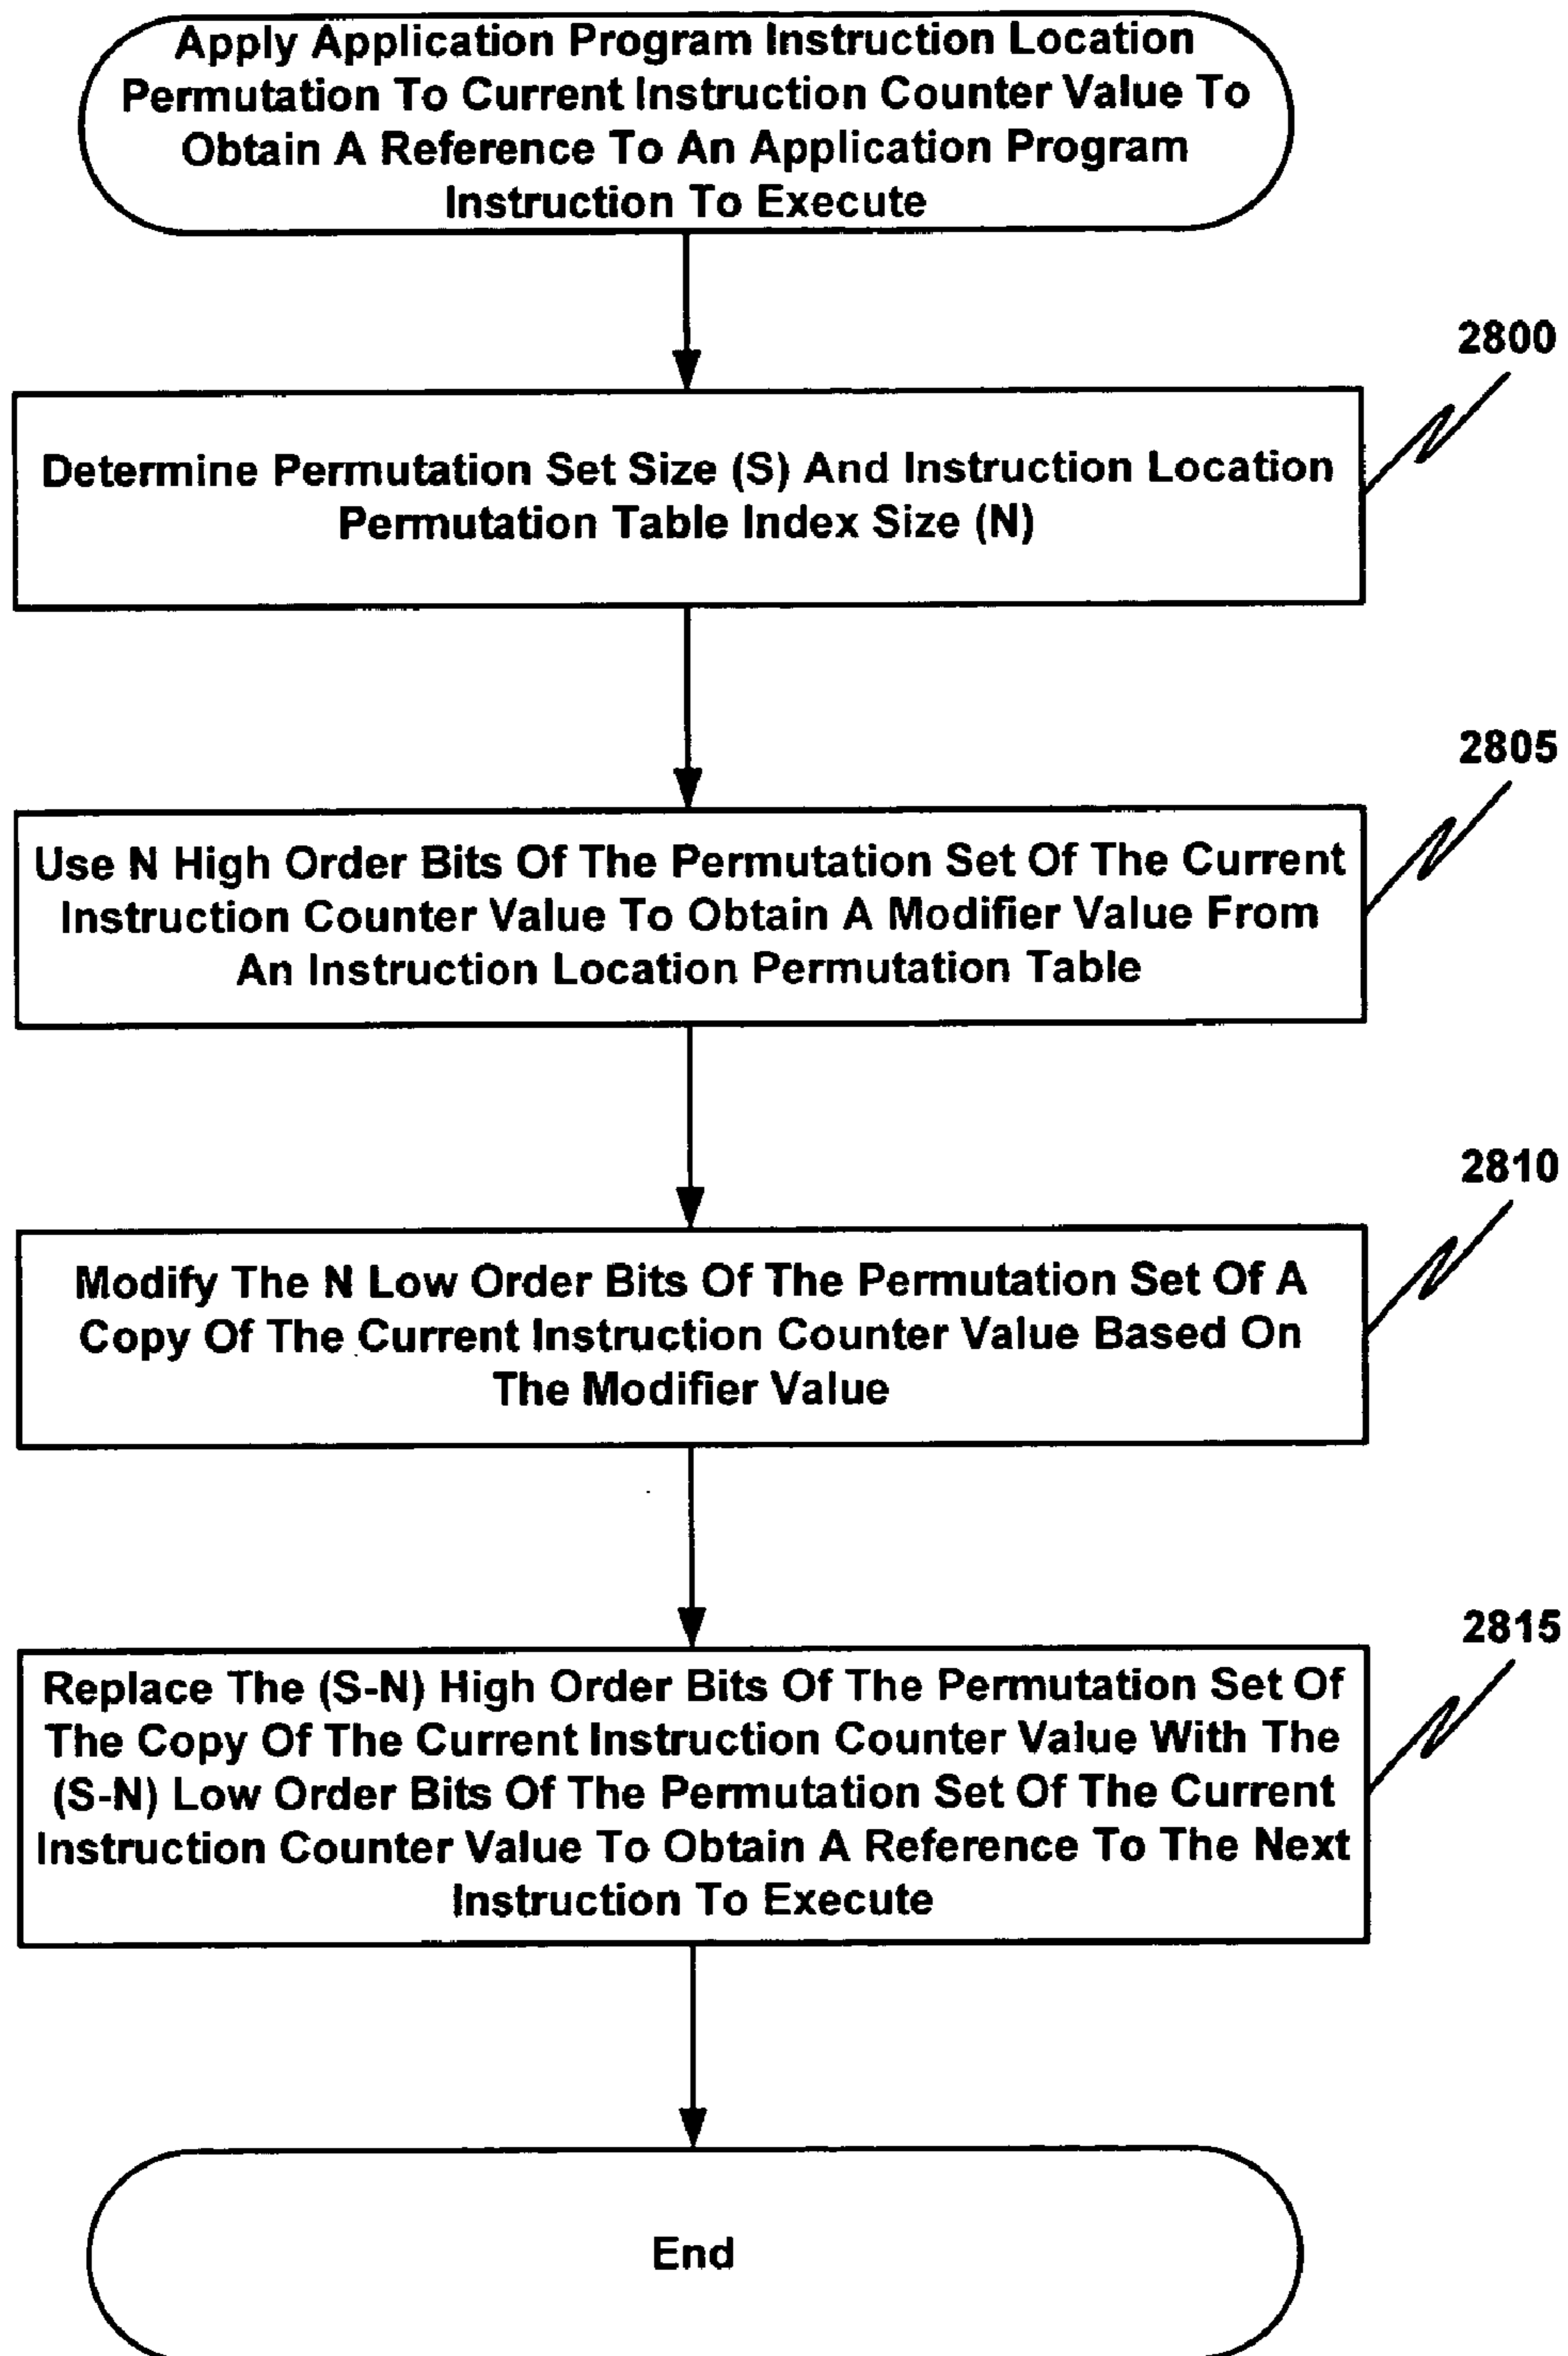 Apply Application Program Instruction Location
Permutation To Current Instruction Counter Value To
Obtain A Reference To An Application Program
Instruction To Execute
2800
Determine Permutation Set Size (S) And Instruction Location
Permutation Table Index Size (N)
2805
Use N High Order Bits Of The Permutation Set Of The Current
Instruction Counter Value To Obtain A Modifier Value From
An Instruction Location Permutation Table
2810
Modify The N Low Order Bits Of The Permutation Set Of A
Copy Of The Current Instruction Counter Value Based On
The Modifier Value
2815
Replace The (S-N) High Order Bits Of The Permutation Set Of
The Copy Of The Current Instruction Counter Value With The
(S-N) Low Order Bits Of The Permutation Set Of The Current
Instruction Counter Value To Obtain A Reference To The Next
Instruction To Execute
End